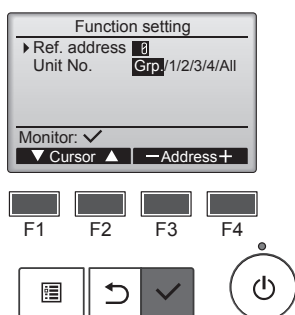 Function setting
Ref. address 0
Unit No. Grp./1/2/3/4/All
Monitor: ✓
▼ Cursor ▲ −Address+
F1 F2 F3 F4